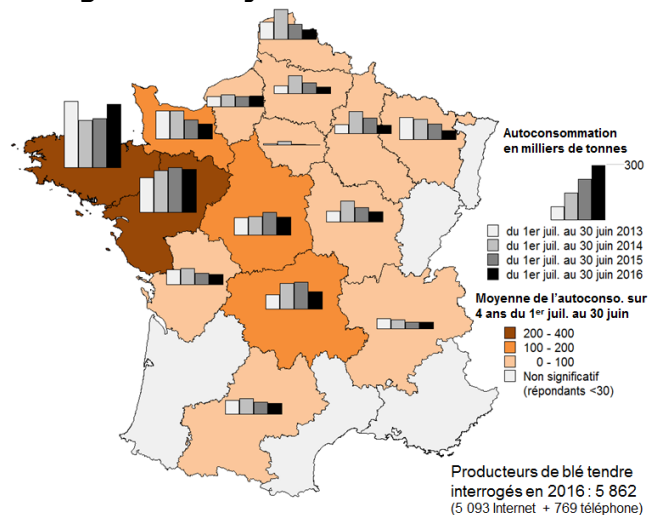 Autoconsommation
en milliers de tonnes
300
du 1er juil. au 30 juin 2013
du 1er juil. au 30 juin 2014
du 1er juil. au 30 juin 2015
du 1er juil. au 30 juin 2016
Moyenne de l'autoconso. sur
4 ans du 1er juil. au 30 juin
200 - 400
100 - 200
0 - 100
Non significatif
(répondants <30)
Producteurs de blé tendre
interrogés en 2016 : 5 862
(5 093 Internet + 769 téléphone)